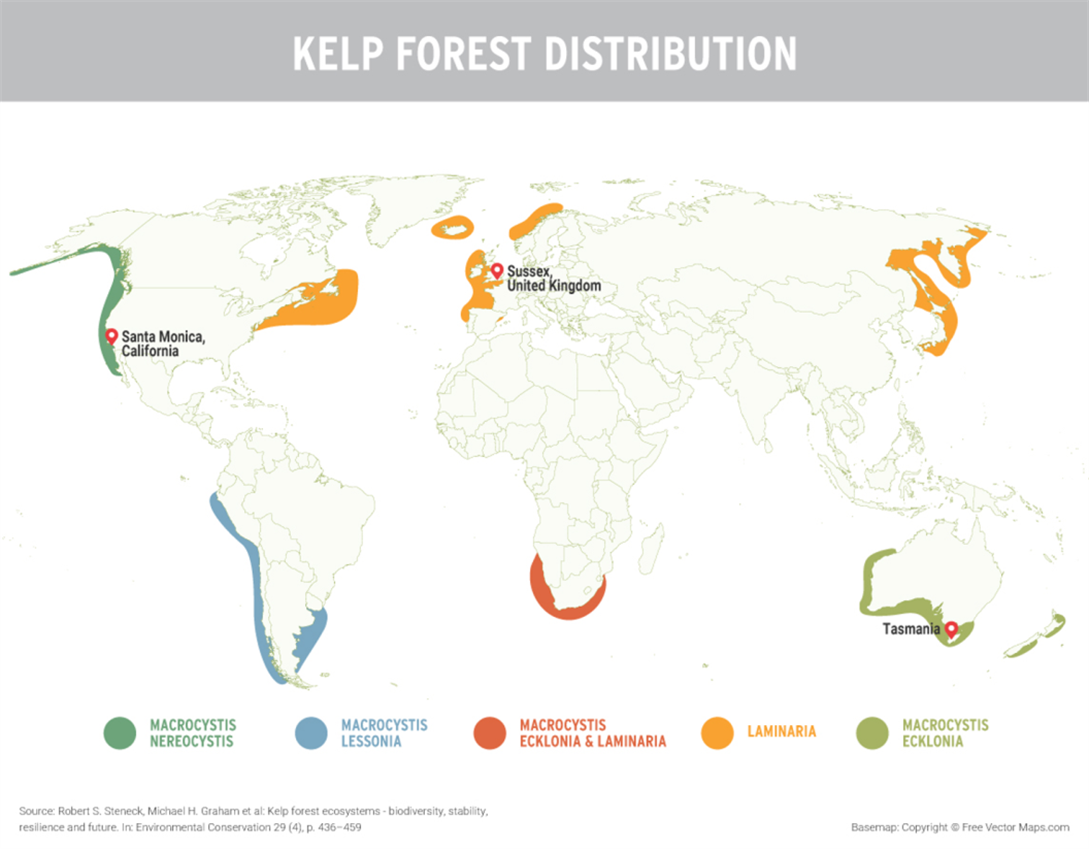 KELP FOREST DISTRIBUTION
Sussex,
United Kingdom
Santa Monica,
California
Tasmania
MACROCYSTIS
NEREOCYSTIS
MACROCYSTIS
LESSONIA
MACROCYSTIS
ECKLONIA & LAMINARIA
LAMINARIA
MACROCYSTIS
ECKLONIA
Source: Robert S. Steneck, Michael H. Graham et al: Kelp forest ecosystems - biodiversity, stability,
resilience and future. In: Environmental Conservation 29 (4), p. 436–459
Basemap: Copyright © Free Vector Maps.com